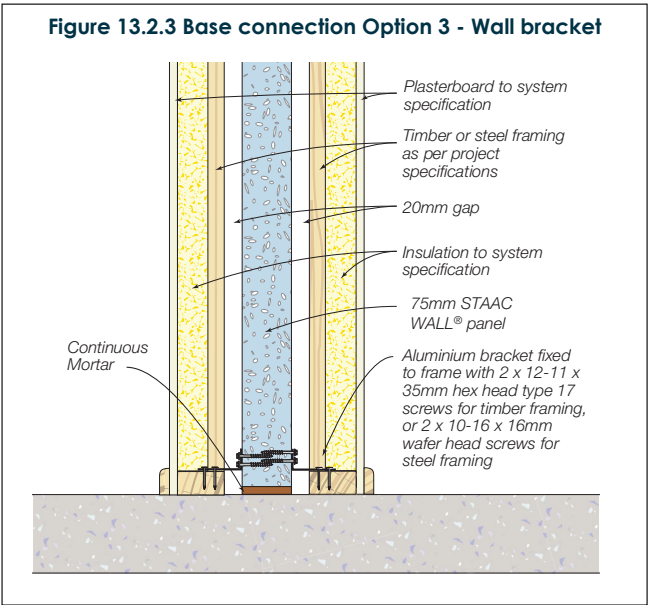 Figure 13.2.3 Base connection Option 3 - Wall bracket
Plasterboard to system
specification
Timber or steel framing
as per project
specifications
20mm gap
Insulation to system
specification
75mm STAAC
WALL® panel
Continuous
Mortar
Aluminium bracket fixed
to frame with 2 x 12-11 x
35mm hex head type 17
screws for timber framing,
or 2 x 10-16 x 16mm
wafer head screws for
steel framing